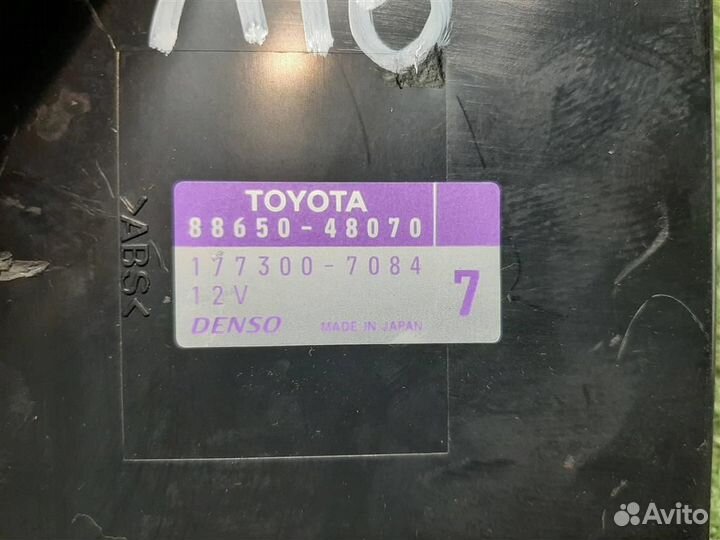 TOYOTA
88650-48070
177300-7084
12V
7
DENSO MADE IN JAPAN
>ABS<
Avito